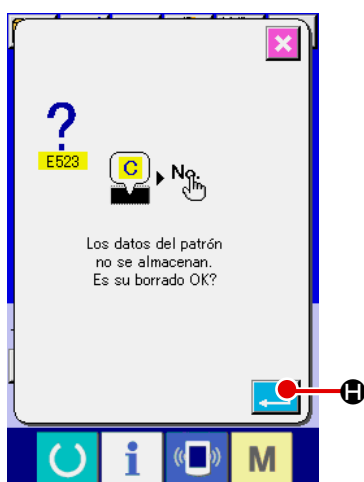 ?
E523
C
No.
Los datos del patrón
no se almacenan.
Es su borrado OK?
H
i
M